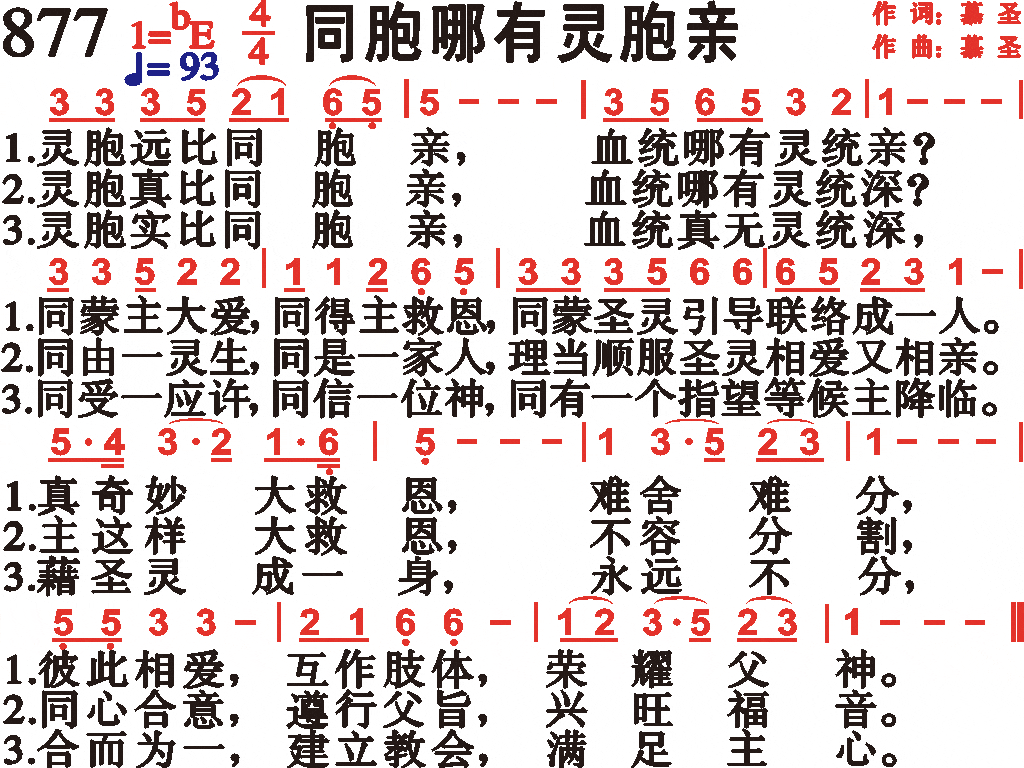 877 1=bE 4/4 同胞哪有灵胞亲 作 词：慕 圣
♩=93 作 曲：慕 圣
3 3 3 5 2 1 6 5 | 5 - - - | 3 5 6 5 3 2 | 1 - - - |
1.灵胞远比同 胞 亲， 血统哪有灵统亲？
2.灵胞真比同 胞 亲， 血统哪有灵统深？
3.灵胞实比同 胞 亲， 血统真无灵统深，
3 3 5 2 2 | 1 1 2 6 5 | 3 3 3 5 6 6 | 6 5 2 3 1 - |
1.同蒙主大爱，同得主救恩，同蒙圣灵引导联络成一人。
2.同由一灵生，同是一家人，理当顺服圣灵相爱又相亲。
3.同受一应许，同信一位神，同有一个指望等候主降临。
5·4 3·2 1·6 | 5 - - - | 1 3·5 2 3 | 1 - - - |
1.真奇妙 大救 恩， 难舍 难 分，
2.主这样 大救 恩， 不容 分 割，
3.藉圣灵 成一 身， 永远 不 分，
5 5 3 3 - | 2 1 6 6 - | 1 2 3·5 2 3 | 1 - - - ‖
1.彼此相爱， 互作肢体， 荣 耀 父 神。
2.同心合意， 遵行父旨， 兴 旺 福 音。
3.合而为一， 建立教会， 满 足 主 心。